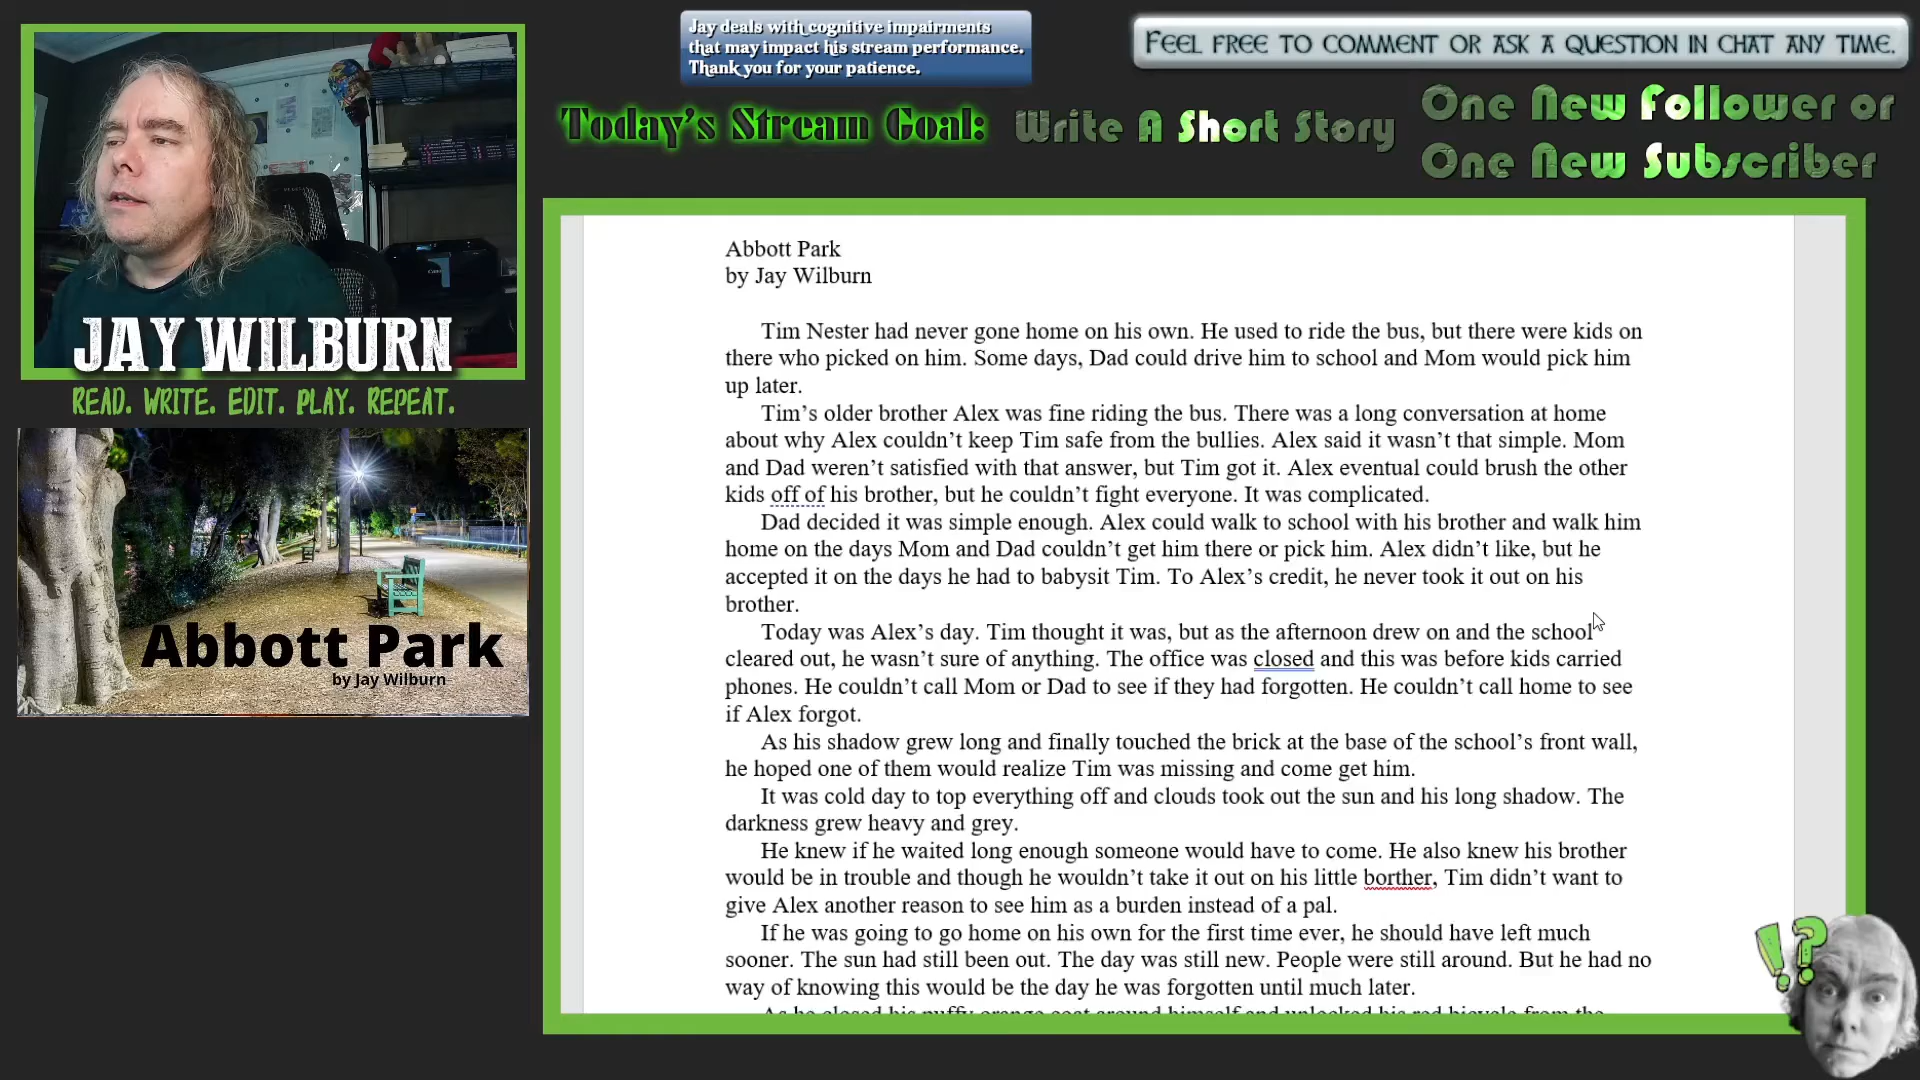 Jay deals with cognitive impairments
that may impact his stream performance.
Thank you for your patience.
Feel free to comment or ask a question in chat any time.
Today's Stream Goal:
Write A Short Story
One New Follower or
One New Subscriber
JAY WILBURN
READ. WRITE. EDIT. PLAY. REPEAT.
Abbott Park
by Jay Wilburn
Abbott Park
by Jay Wilburn
Tim Nester had never gone home on his own. He used to ride the bus, but there were kids on
there who picked on him. Some days, Dad could drive him to school and Mom would pick him
up later.
Tim’s older brother Alex was fine riding the bus. There was a long conversation at home
about why Alex couldn’t keep Tim safe from the bullies. Alex said it wasn’t that simple. Mom
and Dad weren’t satisfied with that answer, but Tim got it. Alex eventual could brush the other
kids off of his brother, but he couldn’t fight everyone. It was complicated.
Dad decided it was simple enough. Alex could walk to school with his brother and walk him
home on the days Mom and Dad couldn’t get him there or pick him. Alex didn’t like, but he
accepted it on the days he had to babysit Tim. To Alex’s credit, he never took it out on his
brother.
Today was Alex’s day. Tim thought it was, but as the afternoon drew on and the school
cleared out, he wasn’t sure of anything. The office was closed and this was before kids carried
phones. He couldn’t call Mom or Dad to see if they had forgotten. He couldn’t call home to see
if Alex forgot.
As his shadow grew long and finally touched the brick at the base of the school’s front wall,
he hoped one of them would realize Tim was missing and come get him.
It was cold day to top everything off and clouds took out the sun and his long shadow. The
darkness grew heavy and grey.
He knew if he waited long enough someone would have to come. He also knew his brother
would be in trouble and though he wouldn’t take it out on his little borther, Tim didn’t want to
give Alex another reason to see him as a burden instead of a pal.
If he was going to go home on his own for the first time ever, he should have left much
sooner. The sun had still been out. The day was still new. People were still around. But he had no
way of knowing this would be the day he was forgotten until much later.
As he closed his puffy orange coat around himself and unlocked his red bicycle from the
!?